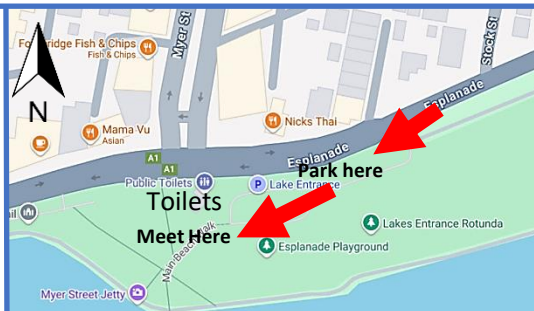 Myer St
Stock St
Fish & Chips
Fish & Chips
N
Mama Vu
Asian
Nicks Thai
Esplanade
A1
A1
Esplanade
Park here
Public Toilets
P
Lake Entrance
Toilets
Meet Here
Main Beach Walk
Lakes Entrance Rotunda
Esplanade Playground
Myer Street Jetty